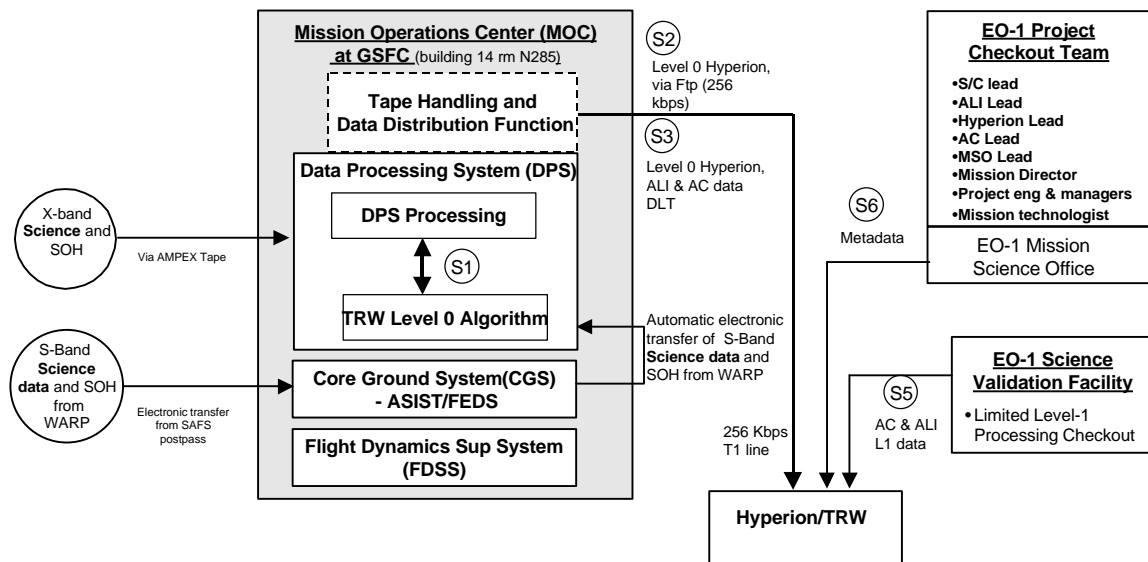 Mission Operations Center (MOC)
at GSFC (building 14 rm N285)
Tape Handling and
Data Distribution Function
Data Processing System (DPS)
DPS Processing
S1
TRW Level 0 Algorithm
Core Ground System(CGS)
- ASIST/FEDS
Flight Dynamics Sup System
(FDSS)
X-band
Science and
SOH
Via AMPEX Tape
S-Band
Science
data and SOH
from
WARP
Electronic transfer
from SAFS
postpass
S2
Level 0 Hyperion,
via Ftp (256
kbps)
S3
Level 0 Hyperion,
ALI & AC data
DLT
Automatic electronic
transfer of S-Band
Science data and
SOH from WARP
256 Kbps
T1 line
S6
Metadata
EO-1 Project
Checkout Team
•S/C lead
•ALI Lead
•Hyperion Lead
•AC Lead
•MSO Lead
•Mission Director
•Project eng & managers
•Mission technologist
EO-1 Mission
Science Office
EO-1 Science
Validation Facility
• Limited Level-1
Processing Checkout
S5
AC & ALI
L1 data
Hyperion/TRW